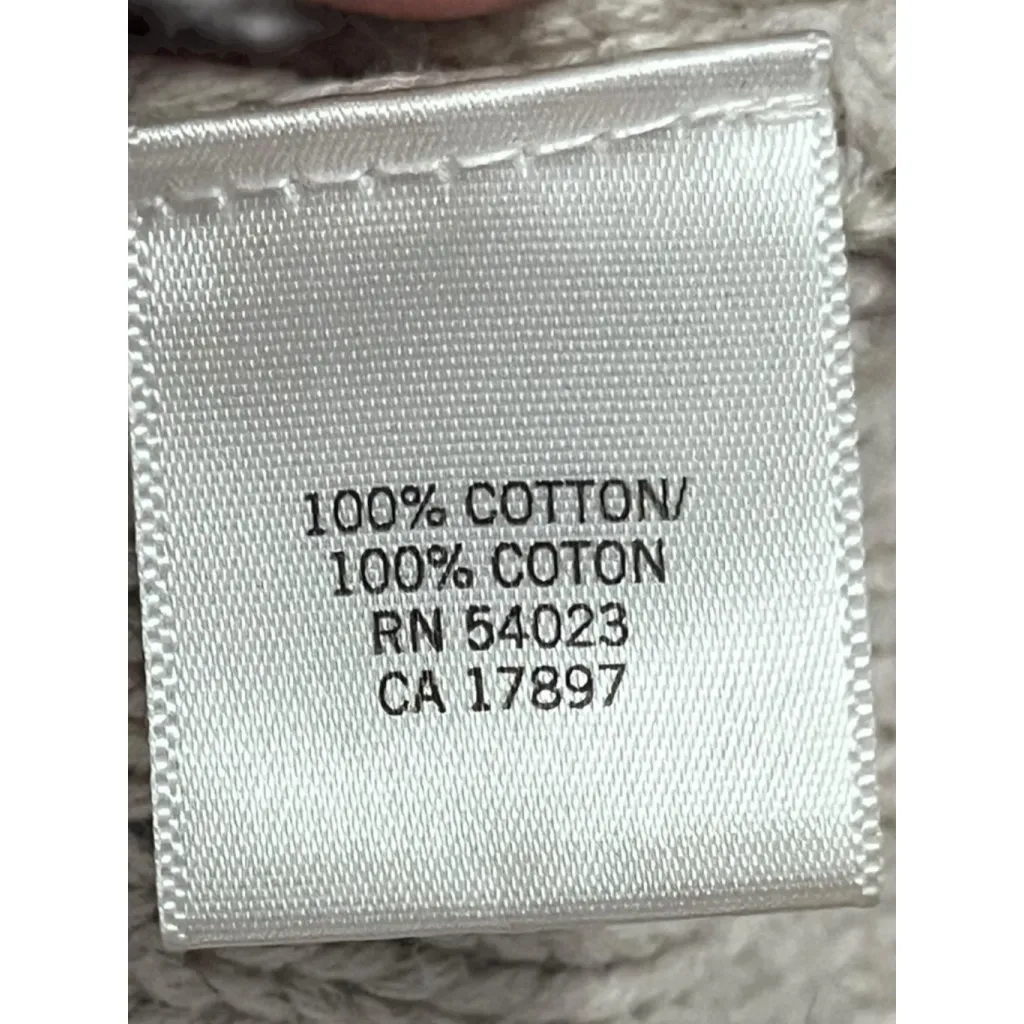 100% COTTON/
100% COTON
RN 54023
CA 17897